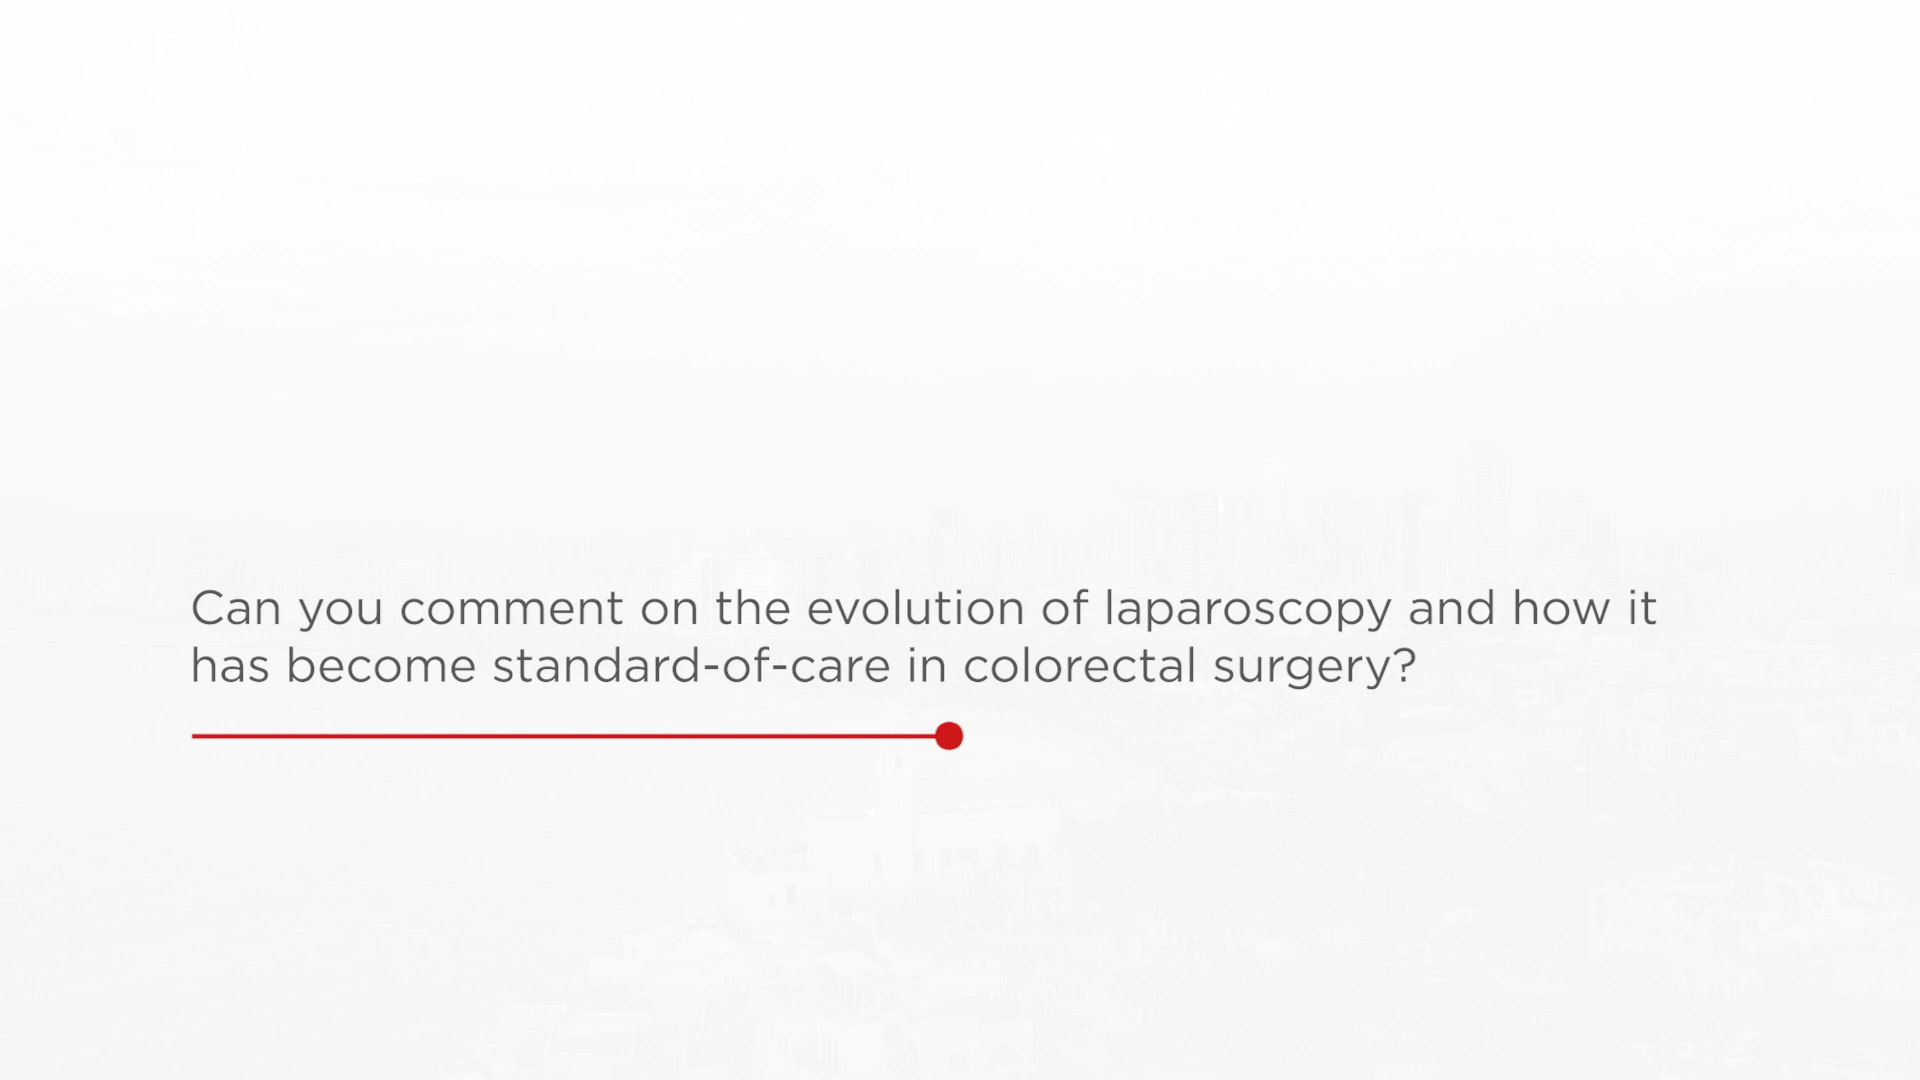 Can you comment on the evolution of laparoscopy and how it
has become standard-of-care in colorectal surgery?